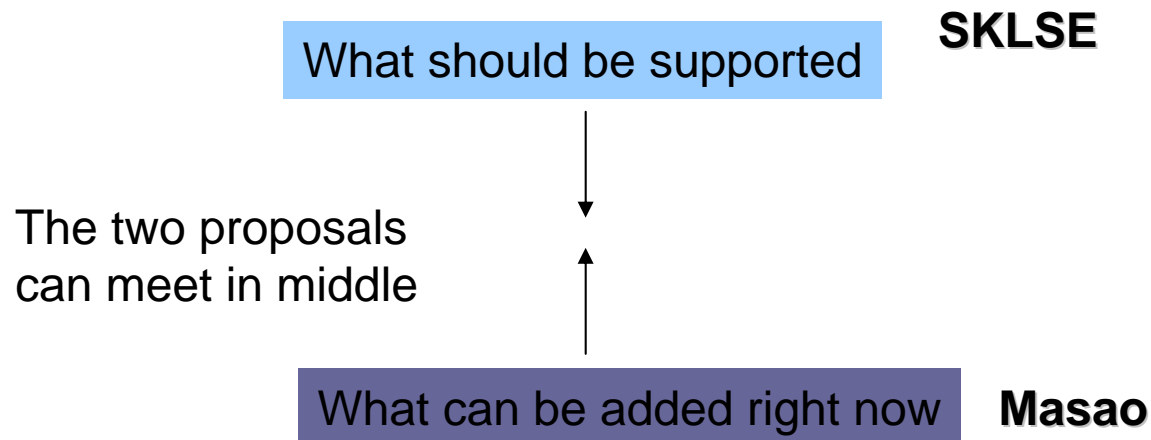 SKLSE
What should be supported
The two proposals
can meet in middle
What can be added right now
Masao